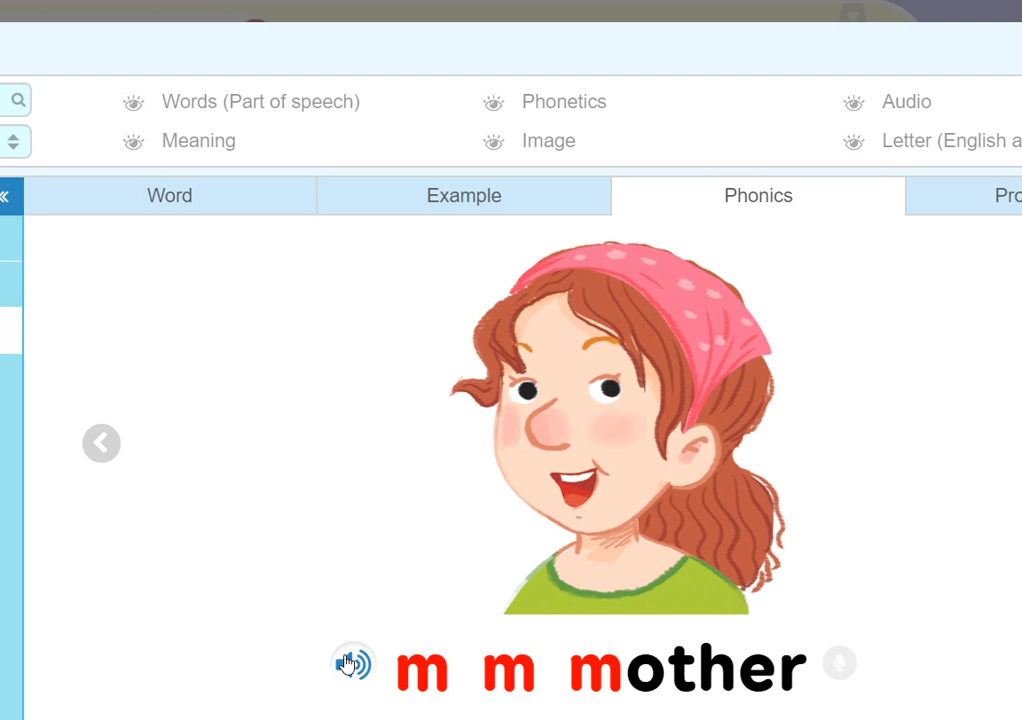 Words (Part of speech) Phonetics Audio
Meaning Image Letter (English a
Word Example Phonics Pro
m m mother